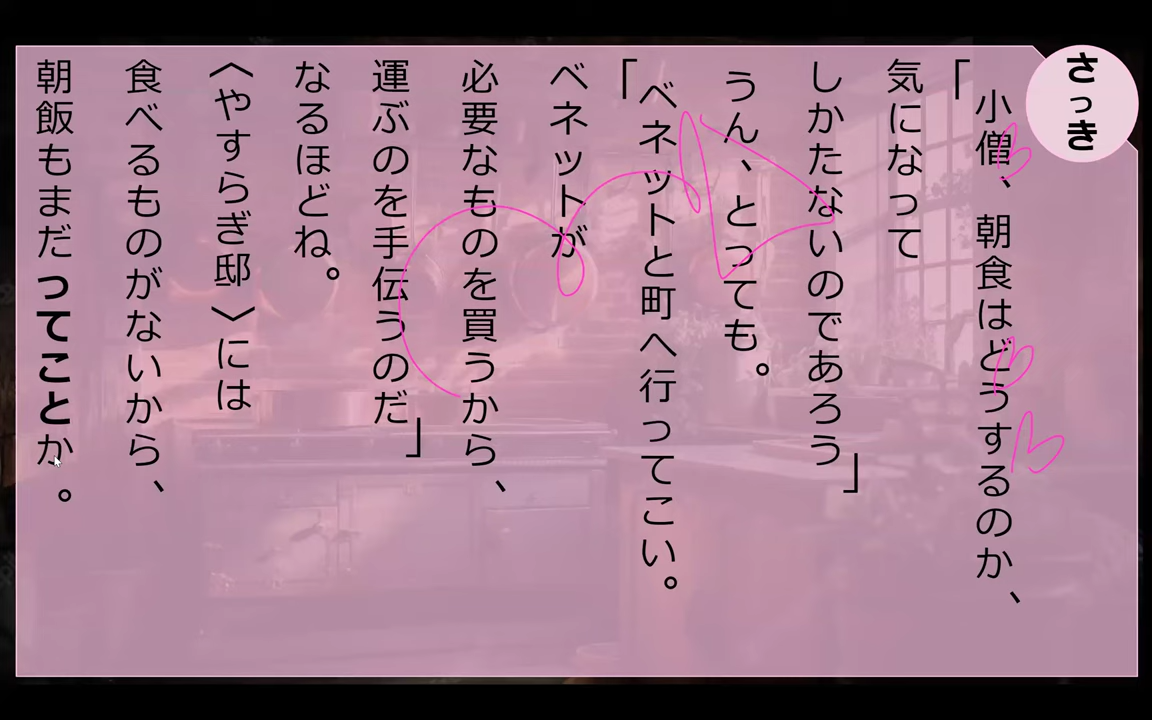 さっき
「小僧、朝食はどうするのか、
気になって
しかたないのであろう」
うん、とっても。
「ベネットと町へ行ってこい。
ベネットが
必要なものを買うから、
運ぶのを手伝うのだ」
なるほどね。
〈やすらぎ邸〉には
食べるものがないから、
朝飯もまだってことか。